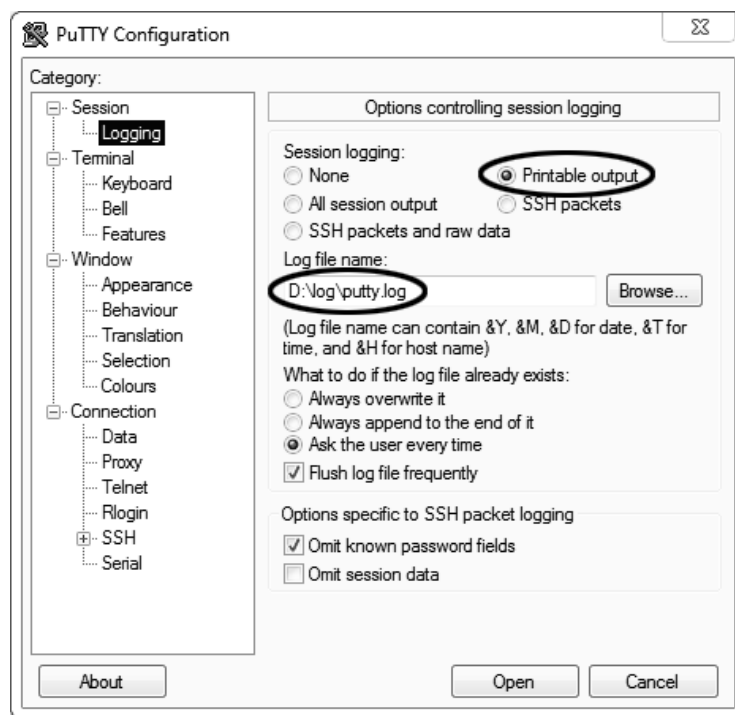 PuTTY Configuration
Category:
Session
Logging
Terminal
Keyboard
Bell
Features
Window
Appearance
Behaviour
Translation
Selection
Colours
Connection
Data
Proxy
Telnet
Rlogin
SSH
Serial
Options controlling session logging
Session logging:
None
Printable output
All session output
SSH packets
SSH packets and raw data
Log file name:
D:\log\putty.log
Browse...
(Log file name can contain &Y, &M, &D for date, &T for
time, and &H for host name)
What to do if the log file already exists:
Always overwrite it
Always append to the end of it
Ask the user every time
Flush log file frequently
Options specific to SSH packet logging
Omit known password fields
Omit session data
About
Open
Cancel